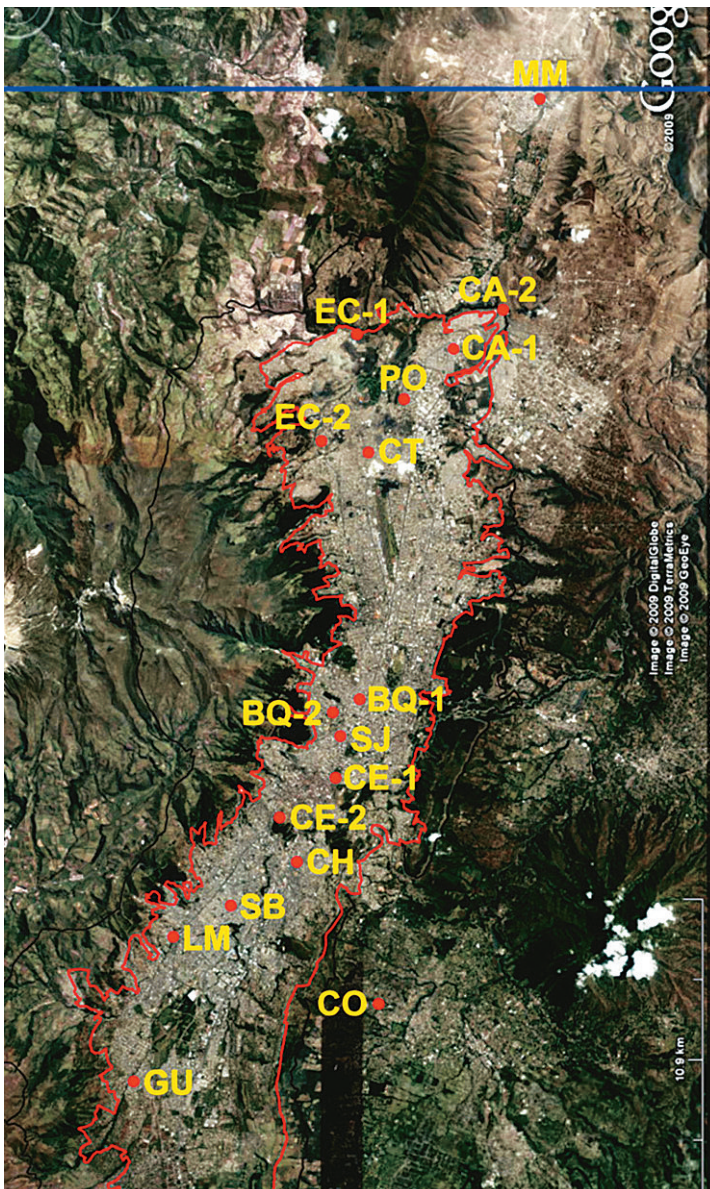 Goog
©2009
MM
CA-2
EC-1
CA-1
PO
EC-2
CT
Image © 2009 DigitalGlobe
Image © 2009 TerraMetrics
Image © 2009 GeoEye
BQ-1
BQ-2
SJ
CE-1
CE-2
CH
SB
LM
CO
10.9 km
GU